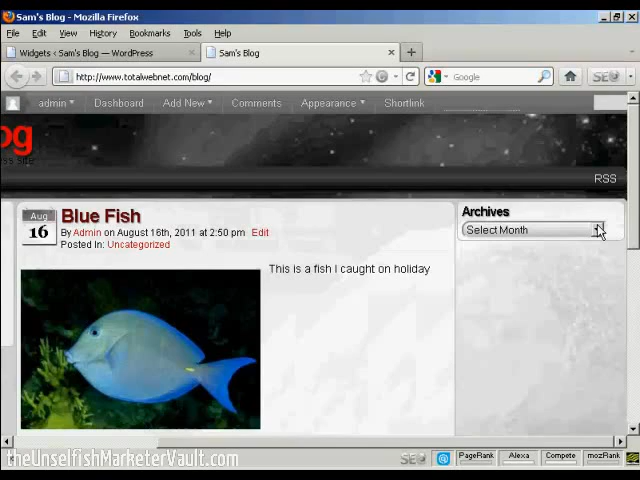 Sam's Blog - Mozilla Firefox
File Edit View History Bookmarks Tools Help
Widgets ‹ Sam's Blog — WordPress
Sam's Blog
http://www.totalwebnet.com/blog/
Google
SEO
admin Dashboard Add New Comments Appearance Shortlink
og
RSS
Aug
16
Blue Fish
By Admin on August 16th, 2011 at 2:50 pm Edit
Posted In: Uncategorized
This is a fish I caught on holiday
Archives
Select Month
theUnselfishMarketerVault.com
SEO
PageRank Alexa Compete mozRank